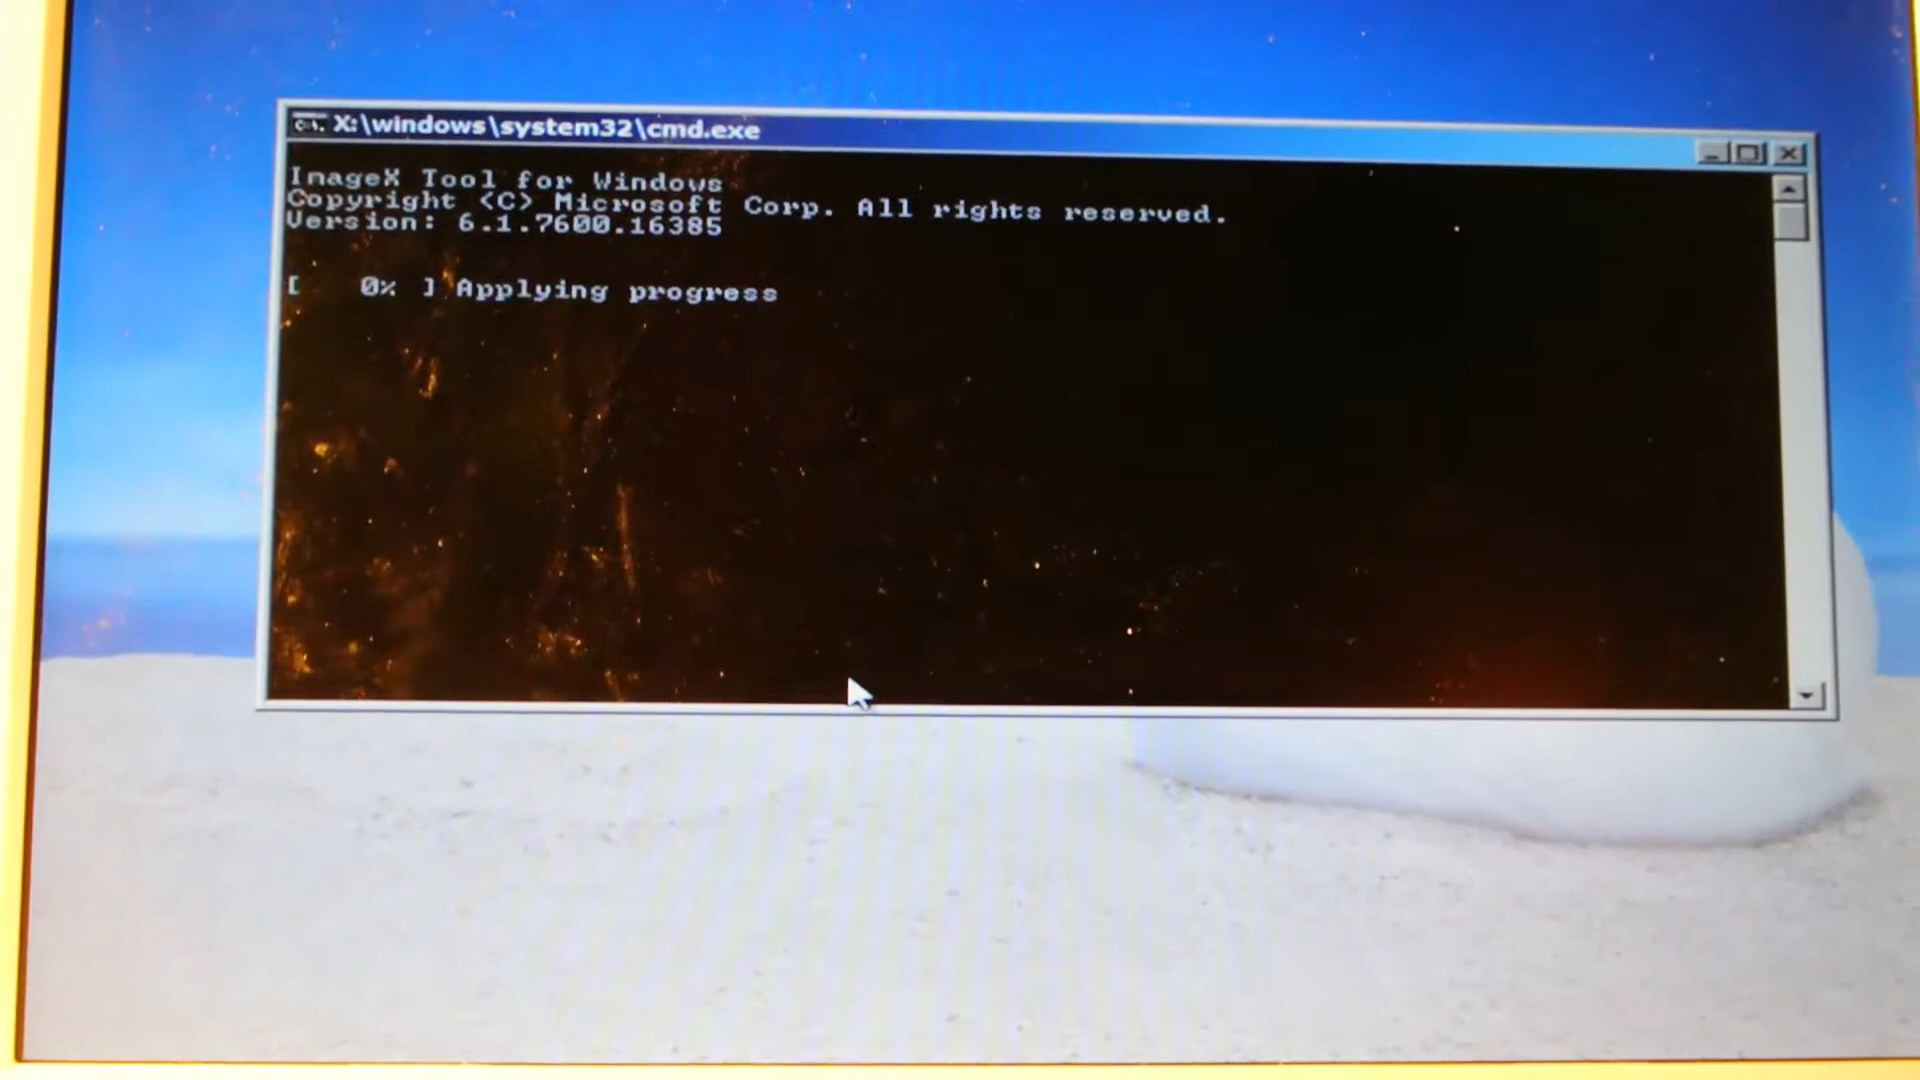 X:\windows\system32\cmd.exe
ImageX Tool for Windows
Copyright (C) Microsoft Corp. All rights reserved.
Version: 6.1.7600.16385
[   0% ] Applying progress